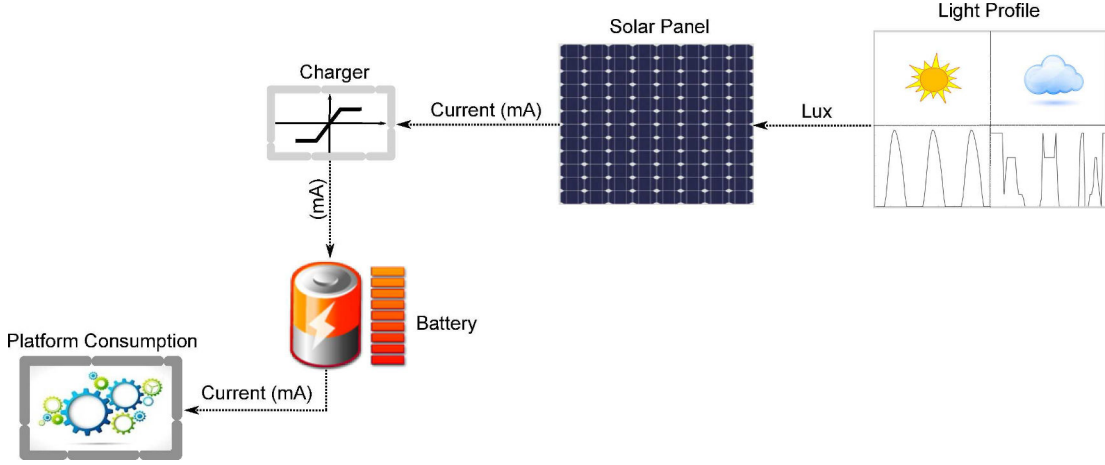 Light Profile
Solar Panel
Charger
Current (mA)
Lux
(mA)
Battery
Platform Consumption
Current (mA)